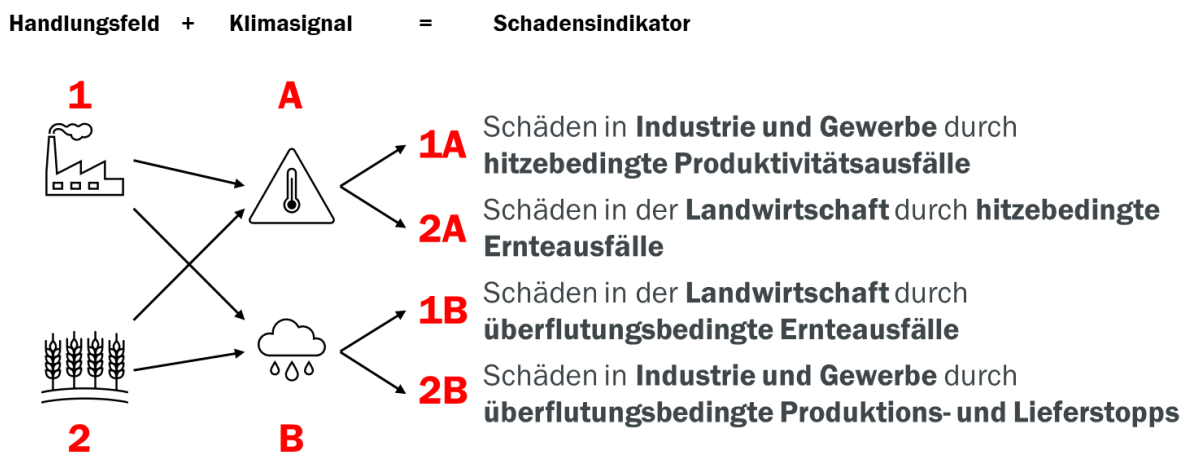 Handlungsfeld + Klimasignal = Schadensindikator
1 A
1A Schäden in Industrie und Gewerbe durch
hitzebedingte Produktivitätsausfälle
2A Schäden in der Landwirtschaft durch hitzebedingte
Ernteausfälle
1B Schäden in der Landwirtschaft durch
überflutungsbedingte Ernteausfälle
2B Schäden in Industrie und Gewerbe durch
überflutungsbedingte Produktions- und Lieferstopps
2 B